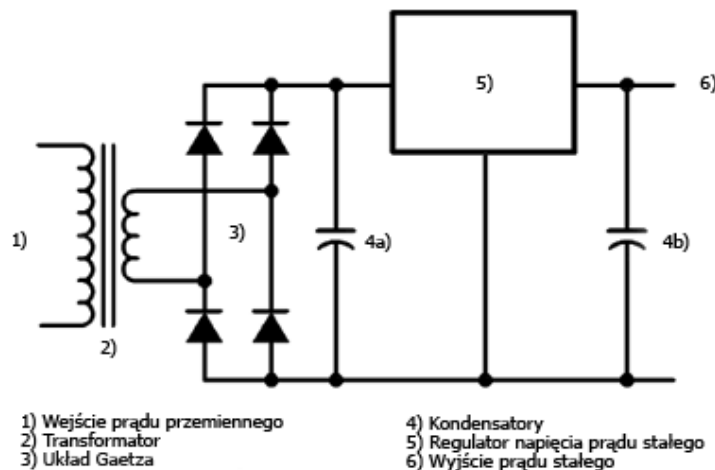 5)
6)
1)
3)
4a)
4b)
2)
1) Wejście prądu przemiennego
2) Transformator
3) Układ Gaetza
4) Kondensatory
5) Regulator napięcia prądu stałego
6) Wyjście prądu stałego